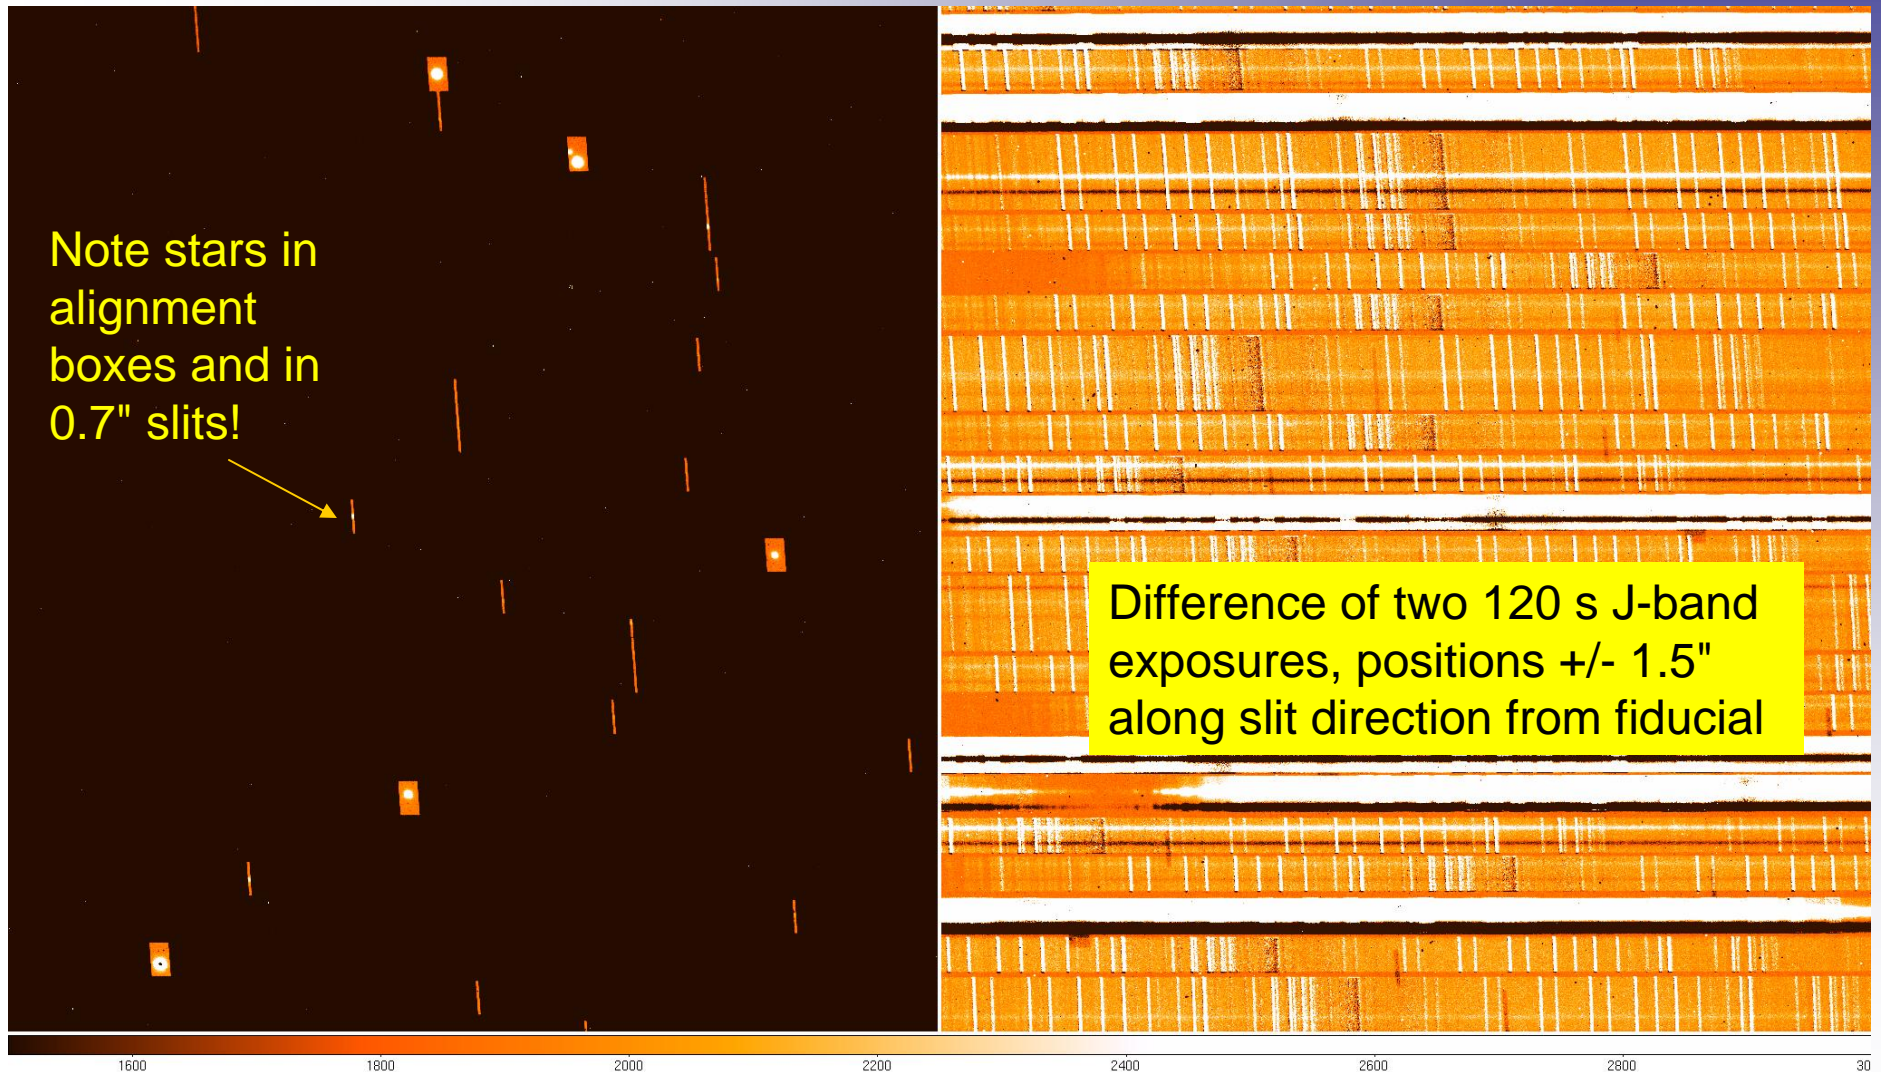 Note stars in
alignment
boxes and in
0.7" slits!
Difference of two 120 s J-band
exposures, positions +/- 1.5"
along slit direction from fiducial
1600 1800 2000 2200 2400 2600 2800 30